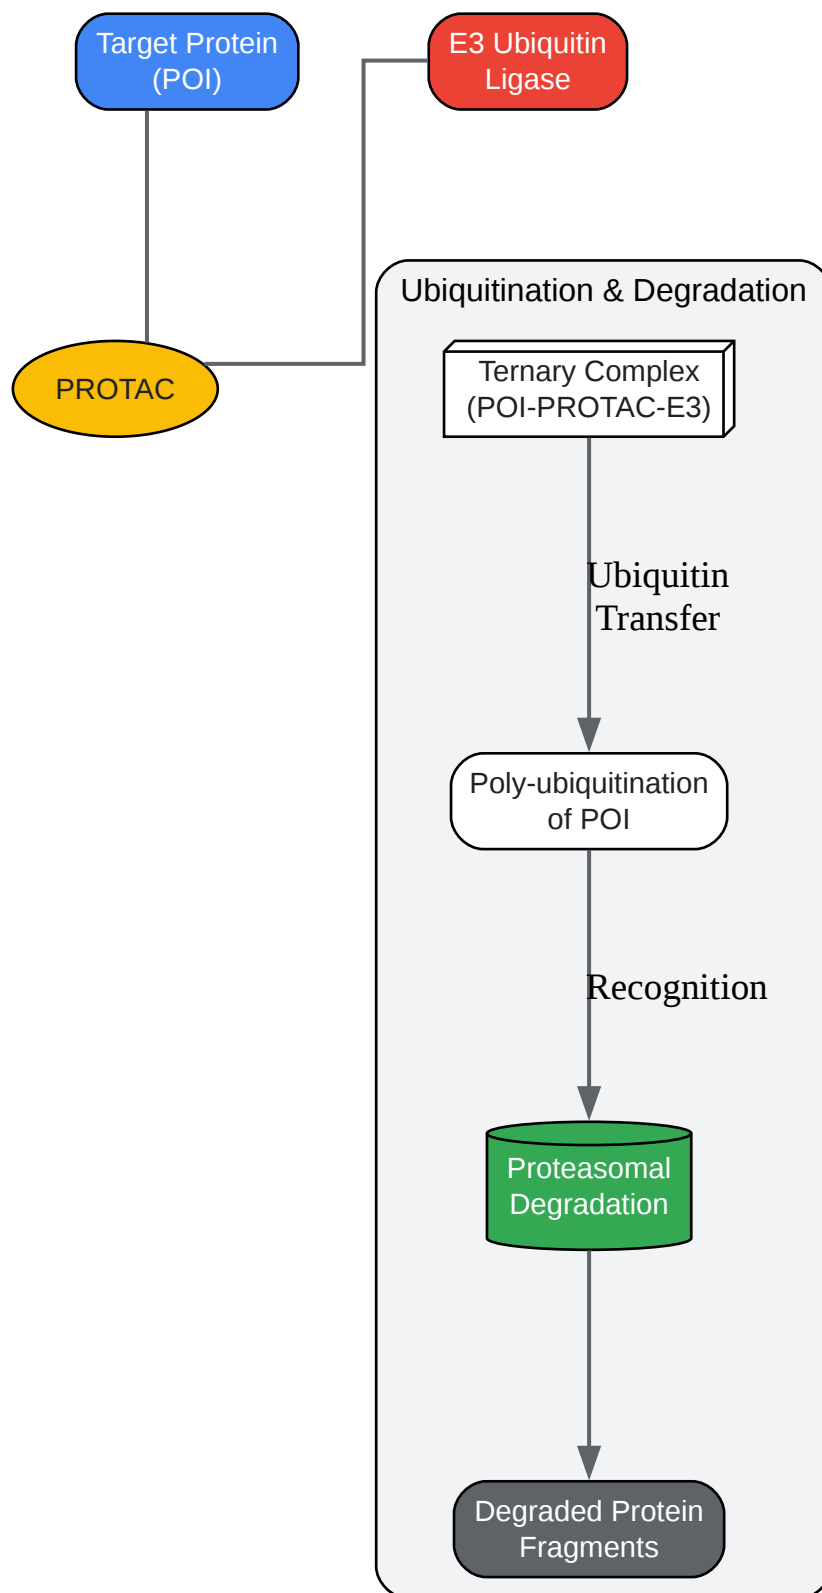 Target Protein
(POI)
E3 Ubiquitin
Ligase
Ubiquitination & Degradation
PROTAC
Ternary Complex
(POI-PROTAC-E3)
Ubiquitin
Transfer
Poly-ubiquitination
of POI
Recognition
Proteasomal
Degradation
Degraded Protein
Fragments